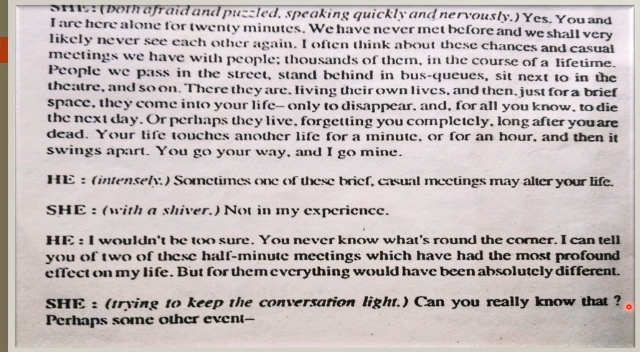 SHE : (both afraid and puzzled, speaking quickly and nervously.) Yes. You and
I are here alone for twenty minutes. We have never met before and we shall very
likely never see each other again. I often think about these chances and casual
meetings we have with people; thousands of them, in the course of a lifetime.
People we pass in the street, stand behind in bus-queues, sit next to in the
theatre, and so on. There they are, living their own lives, and then, just for a brief
space, they come into your life– only to disappear, and, for all you know, to die
the next day. Or perhaps they live, forgetting you completely, long after you are
dead. Your life touches another life for a minute, or for an hour, and then it
swings apart. You go your way, and I go mine.
HE : (intensely.) Sometimes one of these brief, casual meetings may alter your life.
SHE : (with a shiver.) Not in my experience.
HE : I wouldn't be too sure. You never know what's round the corner. I can tell
you of two of these half-minute meetings which have had the most profound
effect on my life. But for them everything would have been absolutely different.
SHE : (trying to keep the conversation light.) Can you really know that ?
Perhaps some other event–